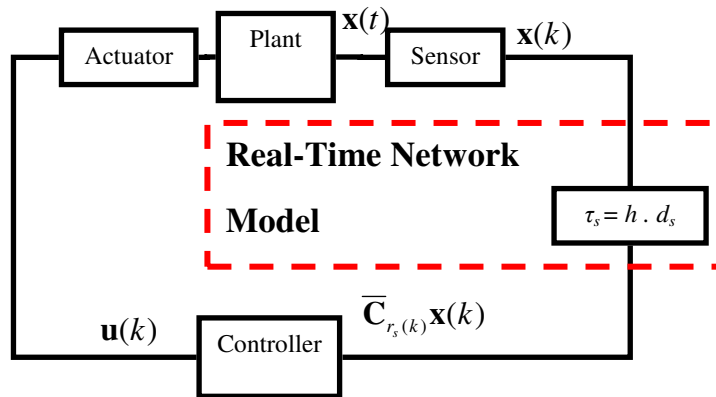 Actuator
Plant
x(t)
Sensor
x(k)
Real-Time Network
Model
τₛ = h . dₛ
u(k)
Controller
C̅_{rₛ(k)}x(k)